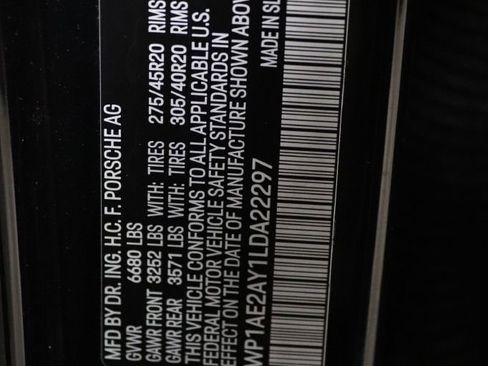 MFD BY DR. ING. H.C. F. PORSCHE AG
GVWR 6680 LBS
GAWR FRONT 3252 LBS WITH: TIRES 275/45R20 RIMS
GAWR REAR 3571 LBS WITH: TIRES 305/40R20 RIMS
THIS VEHICLE CONFORMS TO ALL APPLICABLE U.S.
FEDERAL MOTOR VEHICLE SAFETY STANDARDS IN
EFFECT ON THE DATE OF MANUFACTURE SHOWN ABOV
MADE IN SL
WP1AE2AY1LDA22297